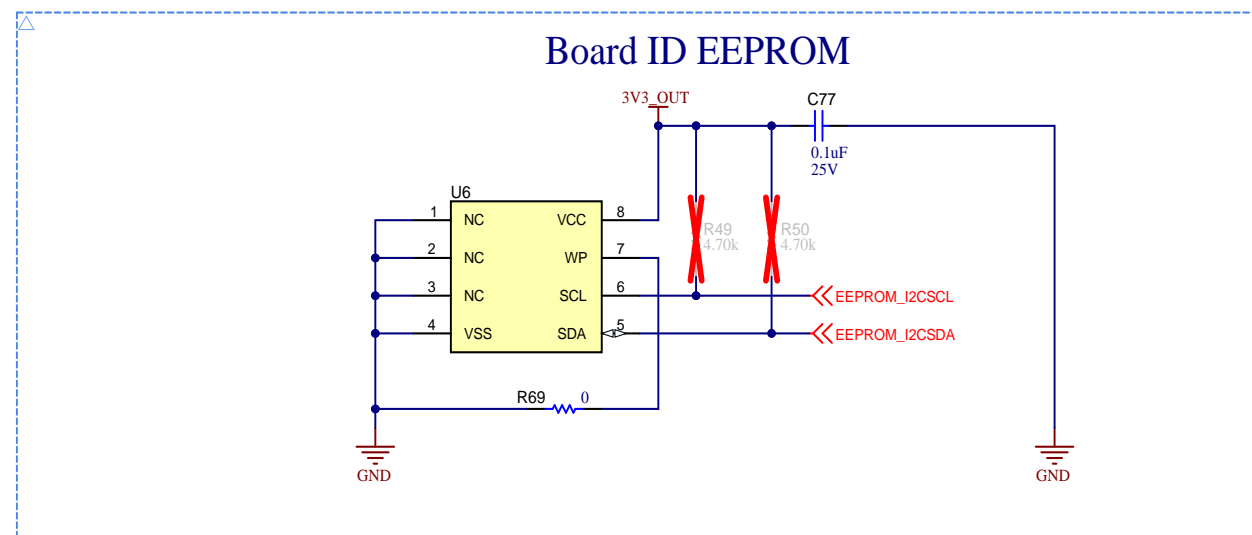 Board ID EEPROM
3V3_OUT
C77
0.1uF
25V
U6
1 NC VCC 8
2 NC WP 7
3 NC SCL 6
4 VSS SDA 5
R49
4.70k
R50
4.70k
EEPROM_I2CSCL
EEPROM_I2CSDA
R69 0
GND
GND